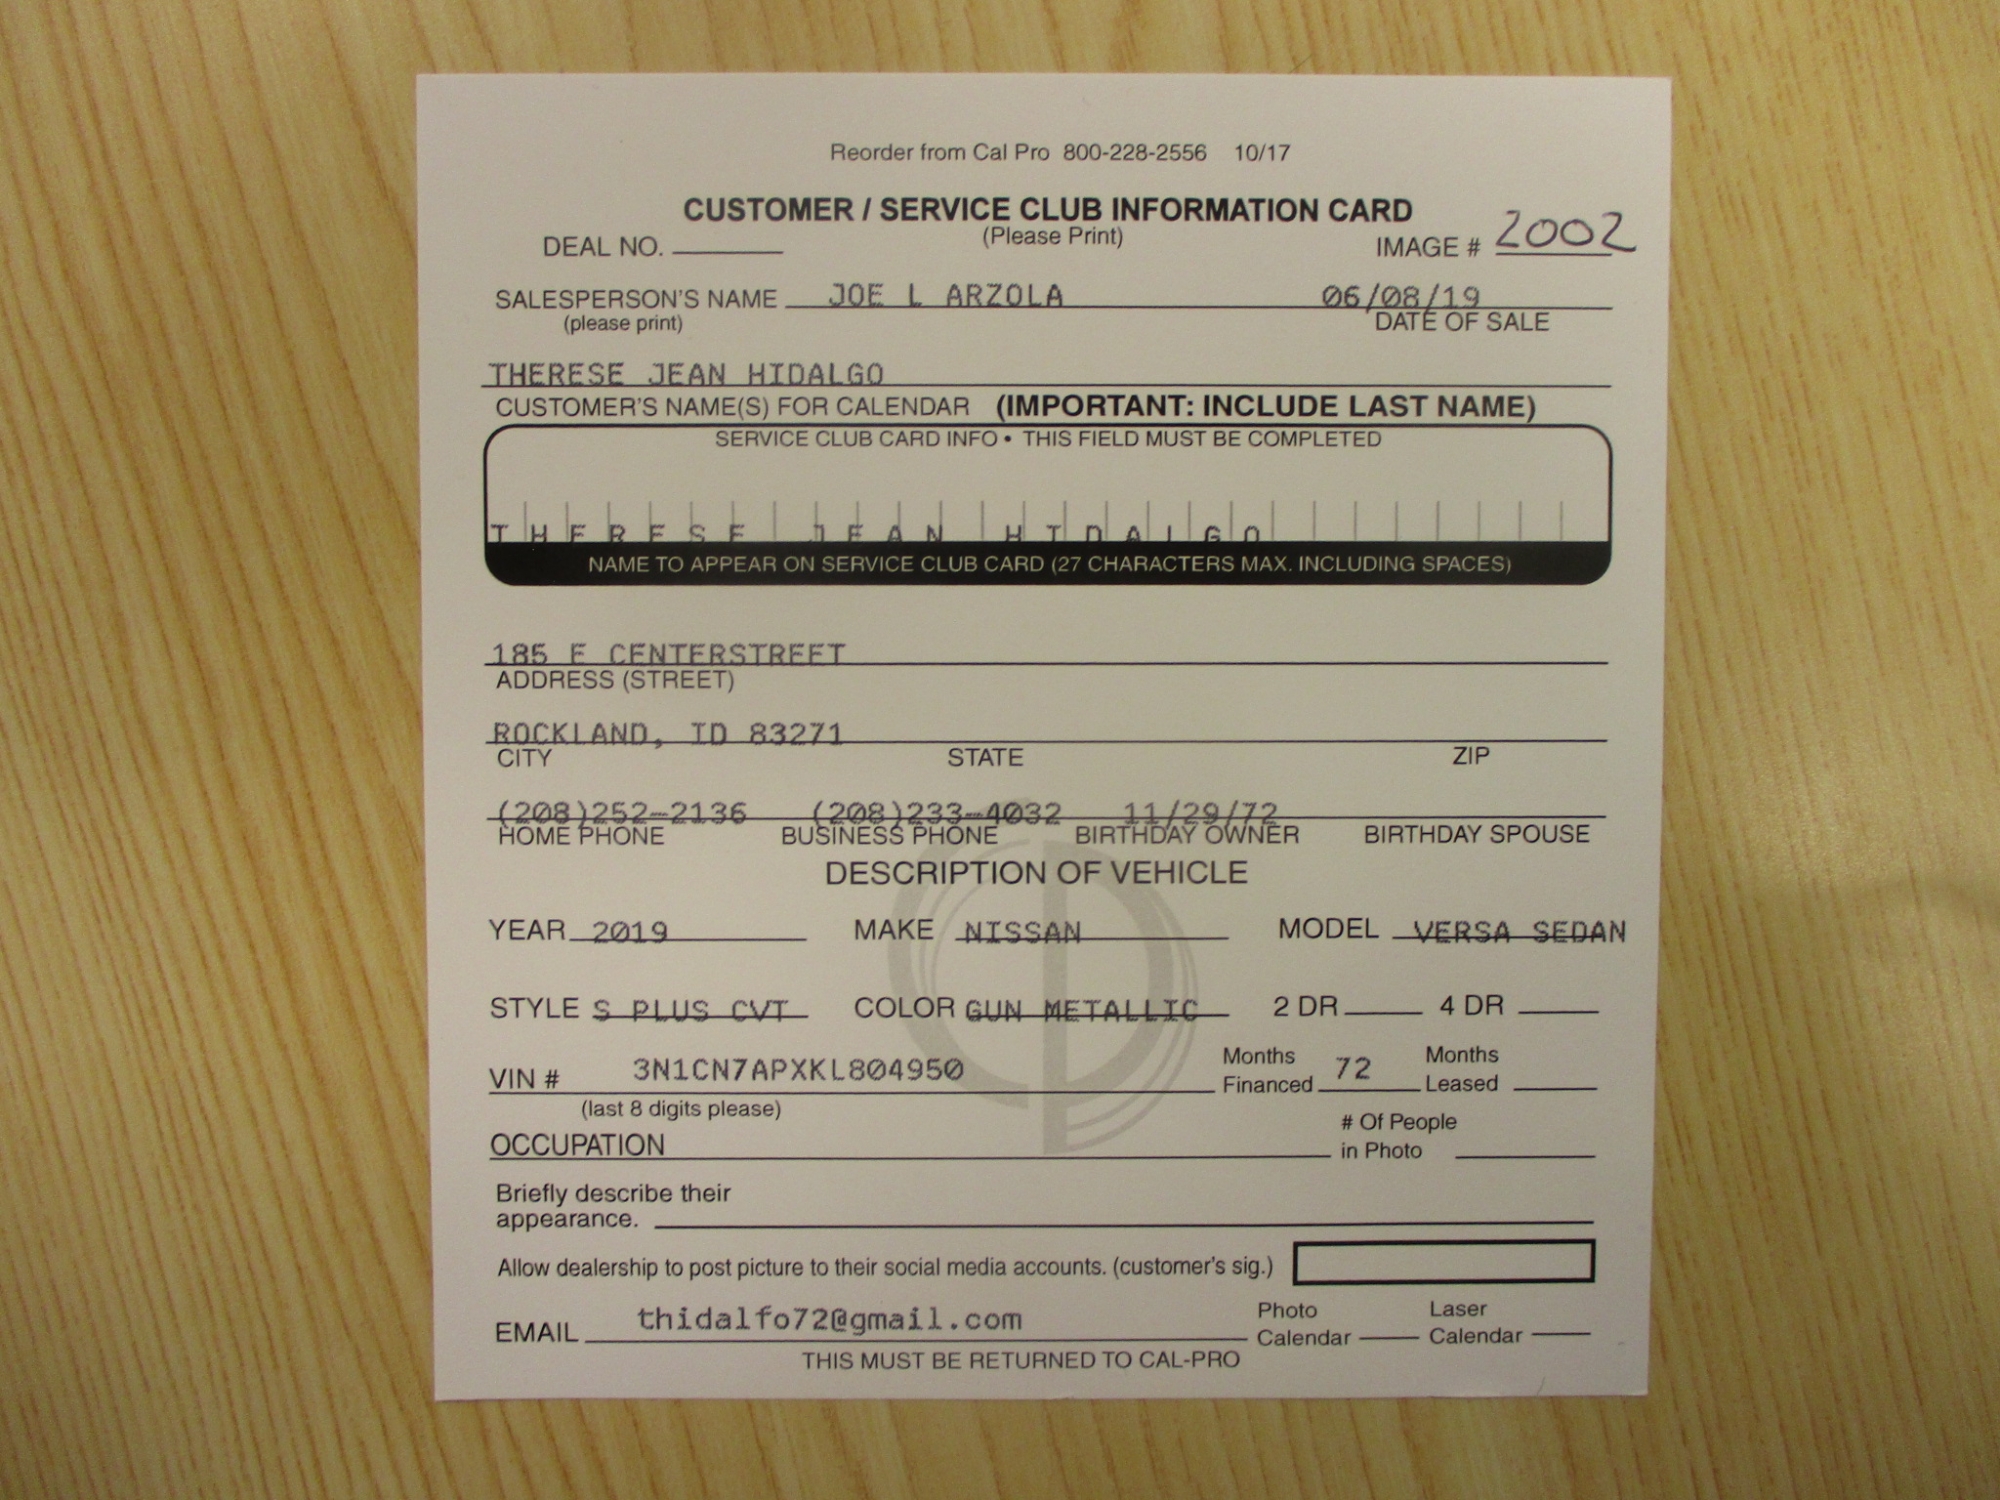 Reorder from Cal Pro 800-228-2556 10/17
CUSTOMER / SERVICE CLUB INFORMATION CARD
(Please Print)
DEAL NO. IMAGE # 2002
SALESPERSON'S NAME JOE L ARZOLA 06/08/19
(please print) DATE OF SALE
THERESE JEAN HIDALGO
CUSTOMER'S NAME(S) FOR CALENDAR (IMPORTANT: INCLUDE LAST NAME)
SERVICE CLUB CARD INFO • THIS FIELD MUST BE COMPLETED
THERESE JEAN HIDALGO
NAME TO APPEAR ON SERVICE CLUB CARD (27 CHARACTERS MAX. INCLUDING SPACES)
185 E CENTERSTREET
ADDRESS (STREET)
ROCKLAND, ID 83271
CITY STATE ZIP
(208)252-2136 (208)233-4032 11/29/72
HOME PHONE BUSINESS PHONE BIRTHDAY OWNER BIRTHDAY SPOUSE
DESCRIPTION OF VEHICLE
YEAR 2019 MAKE NISSAN MODEL VERSA SEDAN
STYLE S PLUS CVT COLOR GUN METALLIC 2 DR 4 DR
VIN # 3N1CN7APXKL804950 Months Financed 72 Months Leased
(last 8 digits please)
OCCUPATION # Of People in Photo
Briefly describe their
appearance.
Allow dealership to post picture to their social media accounts. (customer's sig.)
EMAIL thidalfo72@gmail.com Photo Calendar Laser Calendar
THIS MUST BE RETURNED TO CAL-PRO